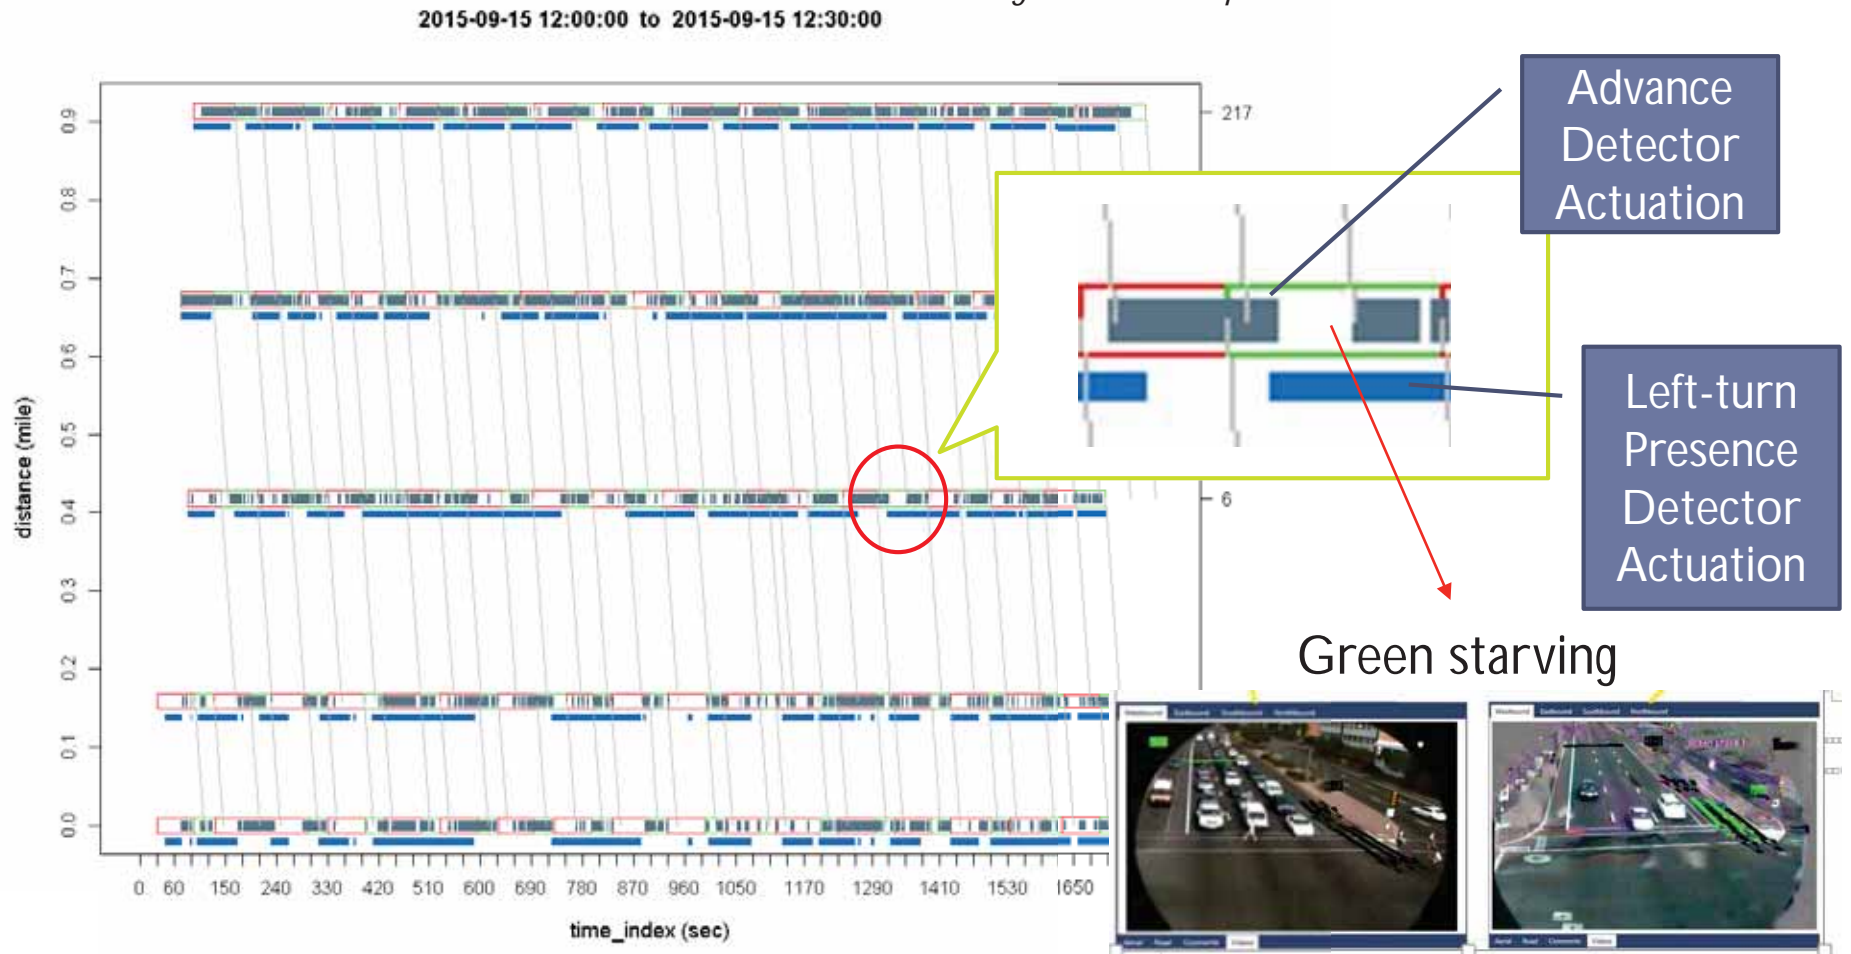 2015-09-15 12:00:00 to 2015-09-15 12:30:00
distance (mile)
0.9
0.8
0.7
0.6
0.5
0.4
0.3
0.2
0.1
0.0
217
6
Advance
Detector
Actuation
Left-turn
Presence
Detector
Actuation
Green starving
0 60 150 240 330 420 510 600 690 780 870 960 1050 1170 1290 1410 1530 1650
time_index (sec)